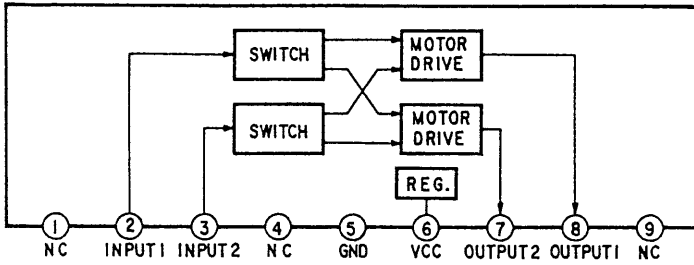 SWITCH
MOTOR
DRIVE
SWITCH
MOTOR
DRIVE
REG.
1 2 3 4 5 6 7 8 9
NC INPUT1 INPUT2 NC GND VCC OUTPUT2 OUTPUT1 NC